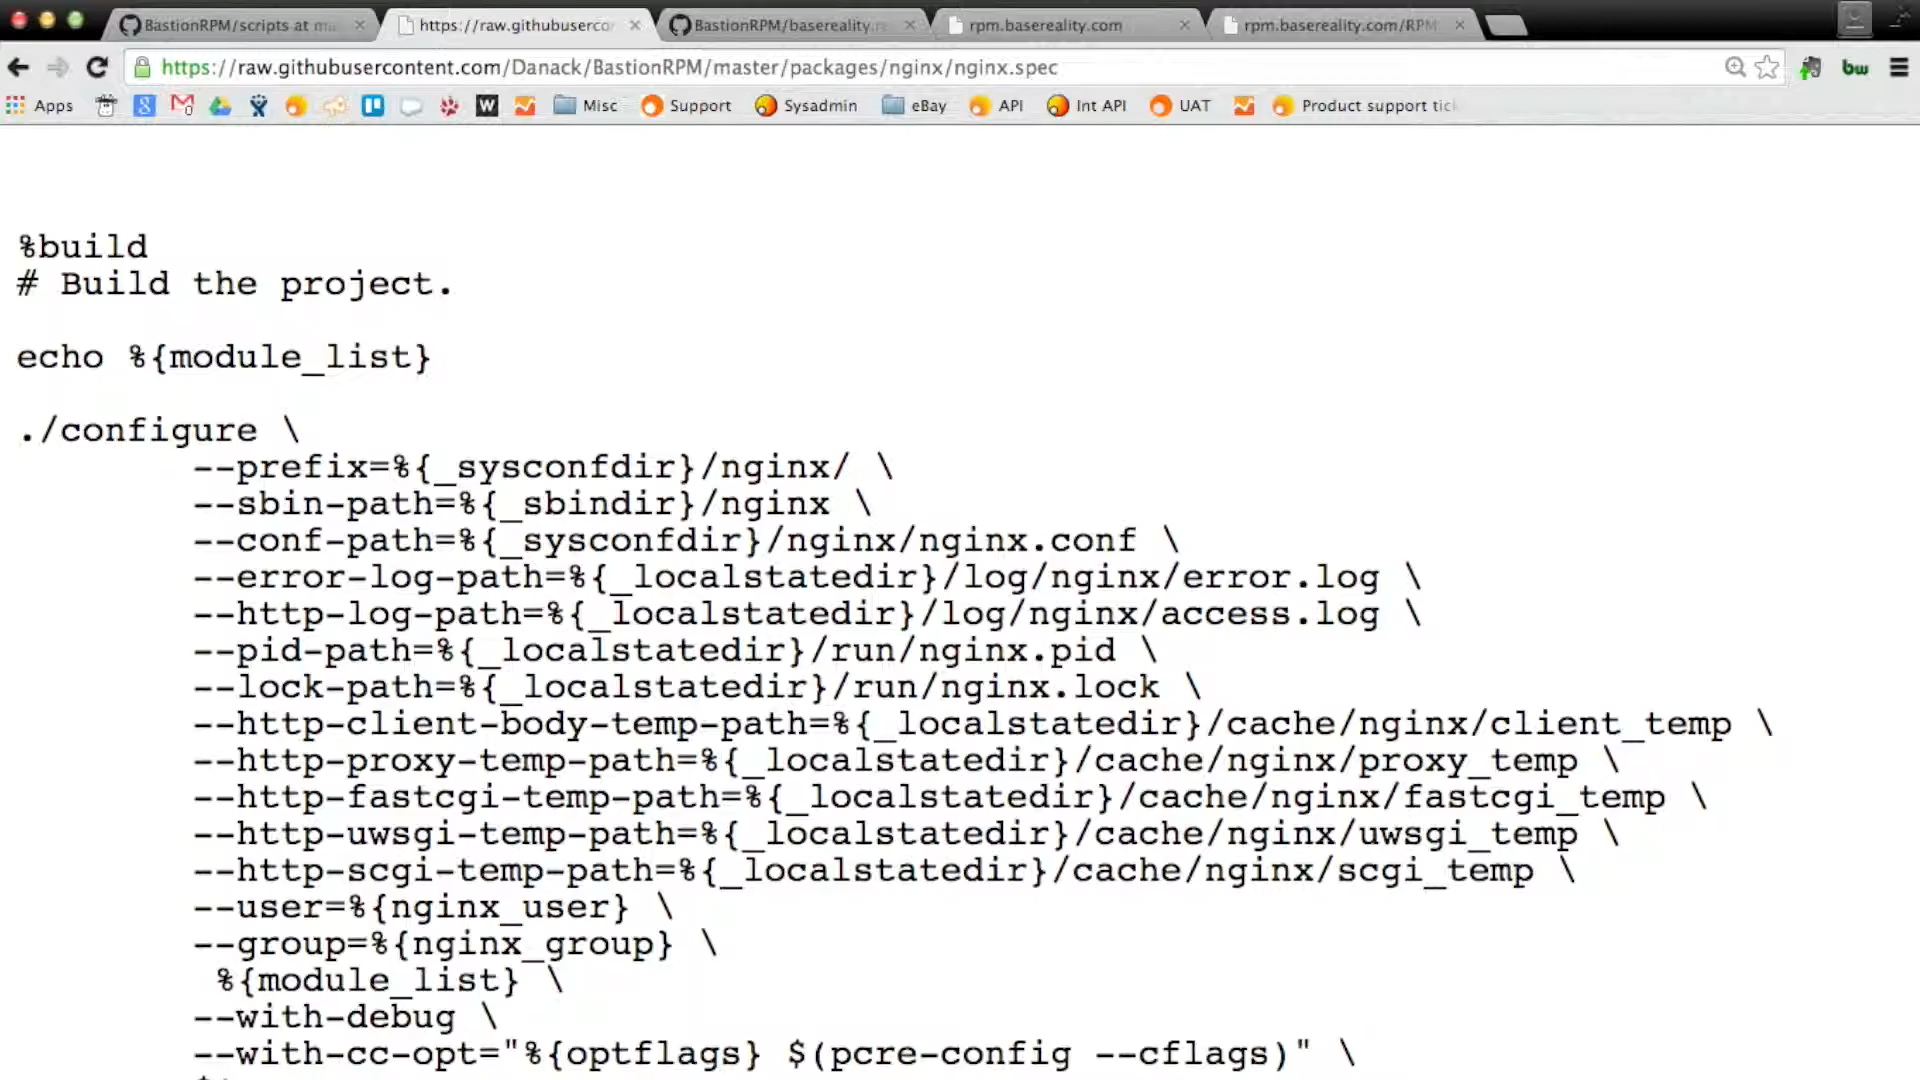 BastionRPM/scripts at ma
https://raw.githubuserco
BastionRPM/basereality.re
rpm.basereality.com
rpm.basereality.com/RPM
https://raw.githubusercontent.com/Danack/BastionRPM/master/packages/nginx/nginx.spec
bw
Apps
8
W
Misc
Support
Sysadmin
eBay
API
Int API
UAT
Product support tic
%build
# Build the project.
echo %{module_list}
./configure \
--prefix=%{_sysconfdir}/nginx/ \
--sbin-path=%{_sbindir}/nginx \
--conf-path=%{_sysconfdir}/nginx/nginx.conf \
--error-log-path=%{_localstatedir}/log/nginx/error.log \
--http-log-path=%{_localstatedir}/log/nginx/access.log \
--pid-path=%{_localstatedir}/run/nginx.pid \
--lock-path=%{_localstatedir}/run/nginx.lock \
--http-client-body-temp-path=%{_localstatedir}/cache/nginx/client_temp \
--http-proxy-temp-path=%{_localstatedir}/cache/nginx/proxy_temp \
--http-fastcgi-temp-path=%{_localstatedir}/cache/nginx/fastcgi_temp \
--http-uwsgi-temp-path=%{_localstatedir}/cache/nginx/uwsgi_temp \
--http-scgi-temp-path=%{_localstatedir}/cache/nginx/scgi_temp \
--user=%{nginx_user} \
--group=%{nginx_group} \
%{module_list} \
--with-debug \
--with-cc-opt="%{optflags} $(pcre-config --cflags)" \